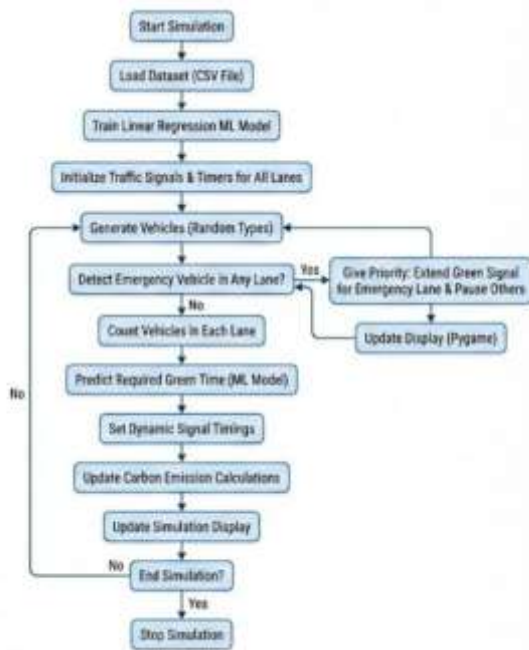 Start Simulation
Load Dataset (CSV File)
Train Linear Regression ML Model
Initialize Traffic Signals & Timers for All Lanes
Generate Vehicles (Random Types)
Detect Emergency Vehicle in Any Lane?
Yes
Give Priority: Extend Green Signal
for Emergency Lane & Pause Others
Update Display (Pygame)
No
Count Vehicles in Each Lane
Predict Required Green Time (ML Model)
No
Set Dynamic Signal Timings
Update Carbon Emission Calculations
Update Simulation Display
No
End Simulation?
Yes
Stop Simulation